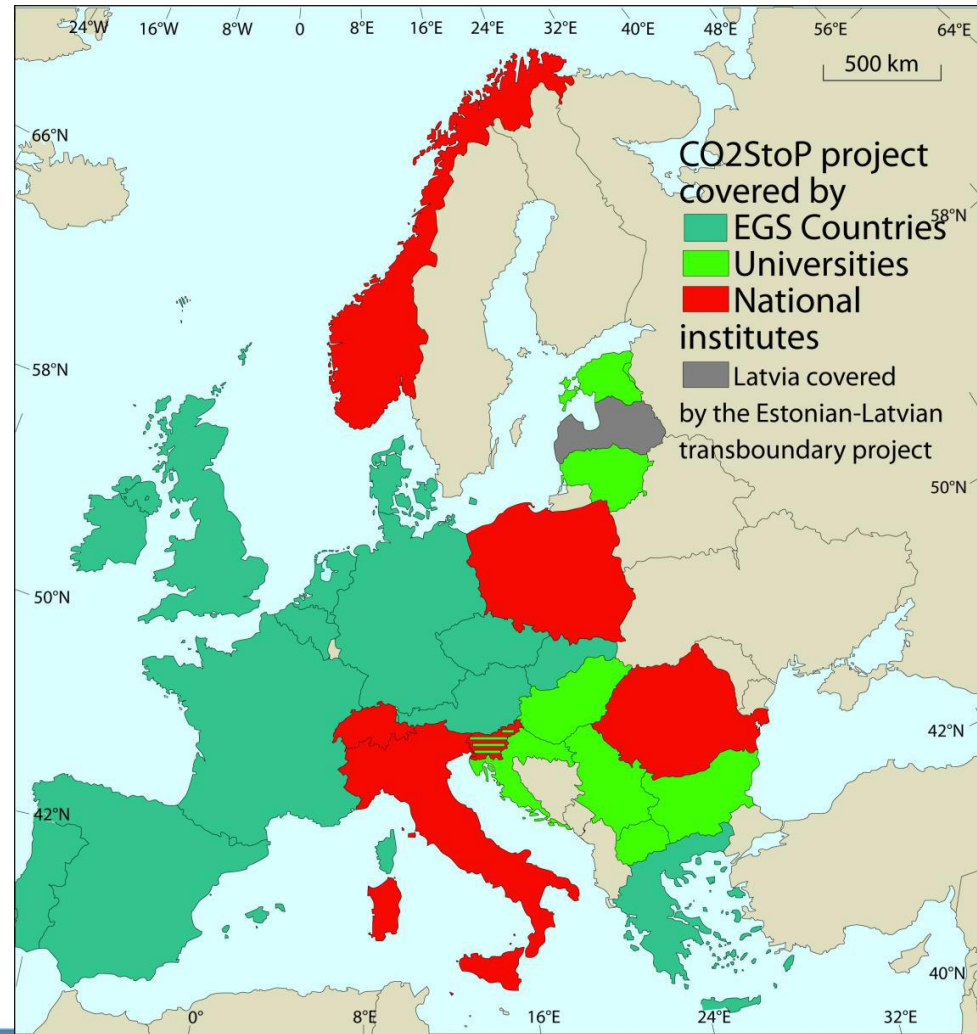 24°W 16°W 8°W 0 8°E 16°E 24°E 32°E 40°E 48°E 56°E 64°E
500 km
66°N
CO2StoP project
covered by
58°N
EGS Countries
Universities
National
institutes
58°N
Latvia covered
by the Estonian-Latvian
transboundary project
50°N
50°N
42°N
42°N
40°N
0° 8°E 16°E 24°E 32°E